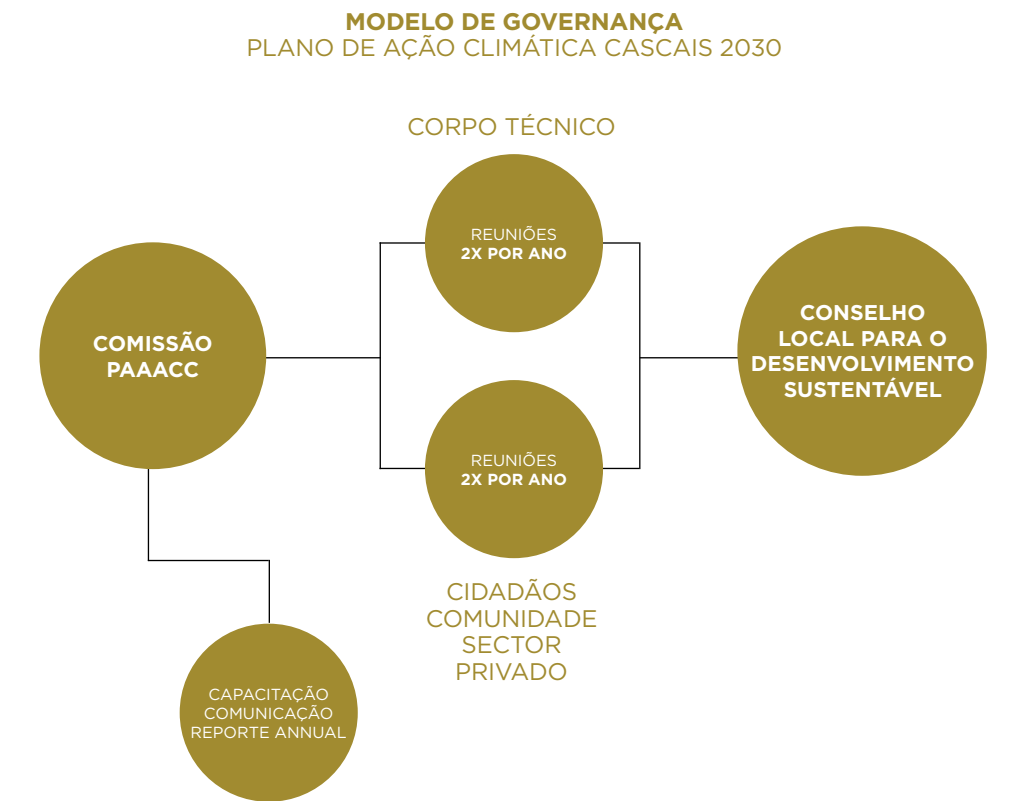 MODELO DE GOVERNANÇA
PLANO DE AÇÃO CLIMÁTICA CASCAIS 2030
CORPO TÉCNICO
REUNIÕES
2X POR ANO
COMISSÃO
PAAACC
CONSELHO
LOCAL PARA O
DESENVOLVIMENTO
SUSTENTÁVEL
REUNIÕES
2X POR ANO
CIDADÃOS
COMUNIDADE
SECTOR
PRIVADO
CAPACITAÇÃO
COMUNICAÇÃO
REPORTE ANNUAL